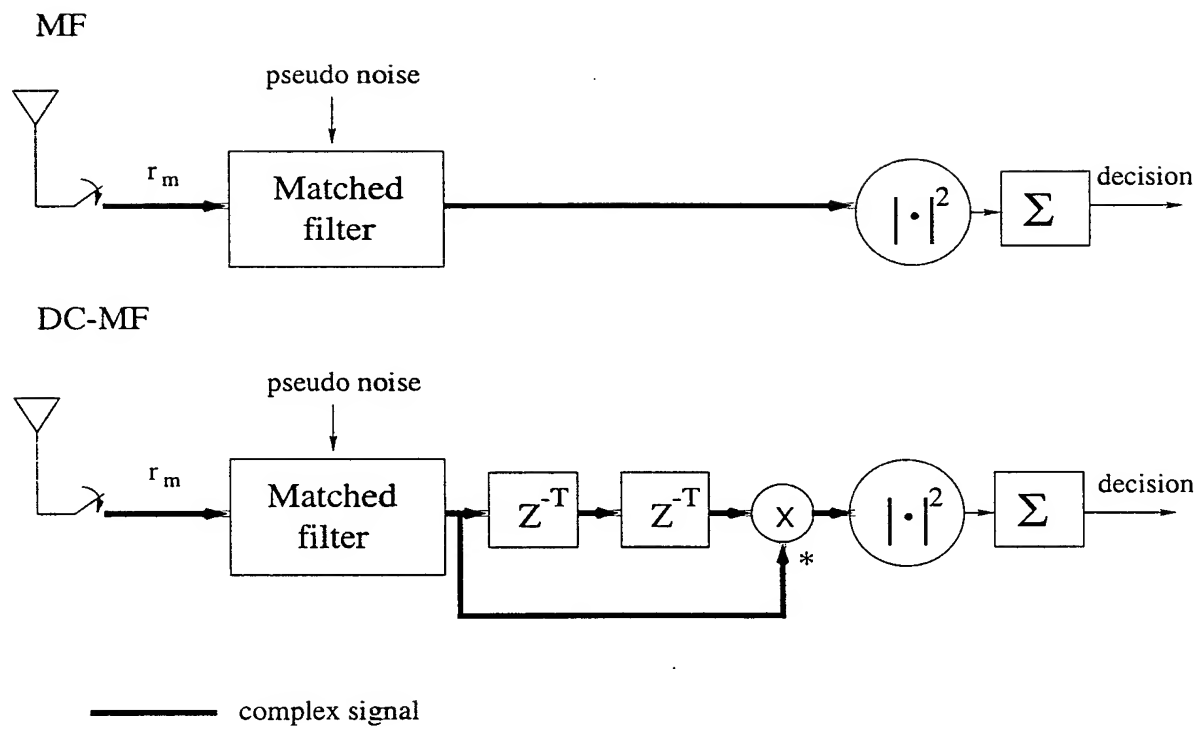 MF
pseudo noise
r m
Matched
filter
|•|2
Σ
decision
DC-MF
pseudo noise
r m
Matched
filter
Z-T
Z-T
X
*
|•|2
Σ
decision
complex signal